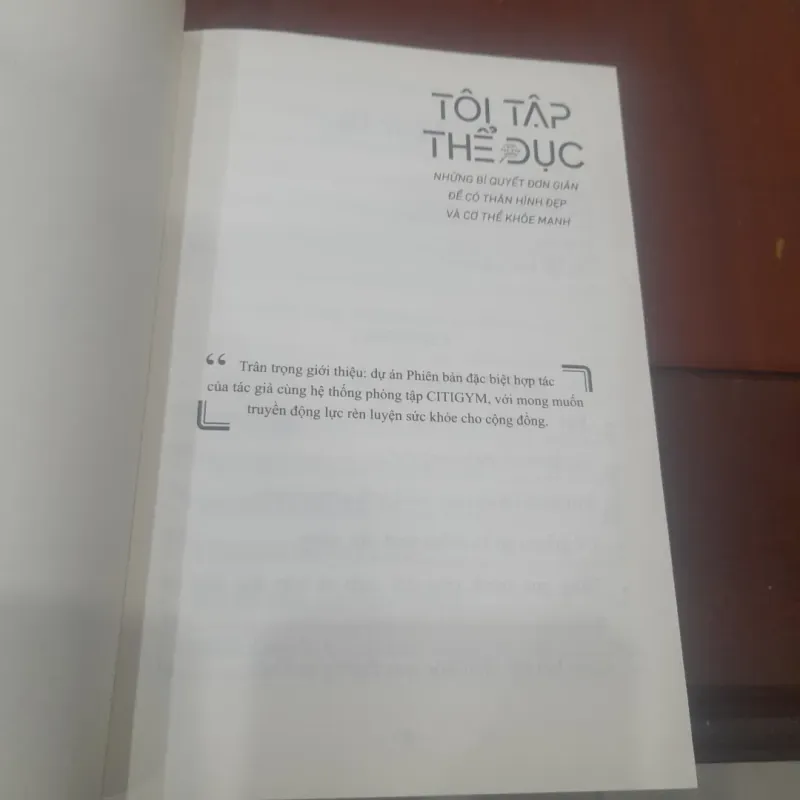 TÔI TẬP
THỂ DỤC
NHỮNG BÍ QUYẾT ĐƠN GIẢN
ĐỂ CÓ THÂN HÌNH ĐẸP
VÀ CƠ THỂ KHỎE MẠNH
“ Trân trọng giới thiệu: dự án Phiên bản đặc biệt hợp tác
của tác giả cùng hệ thống phòng tập CITIGYM, với mong muốn
truyền động lực rèn luyện sức khỏe cho cộng đồng.